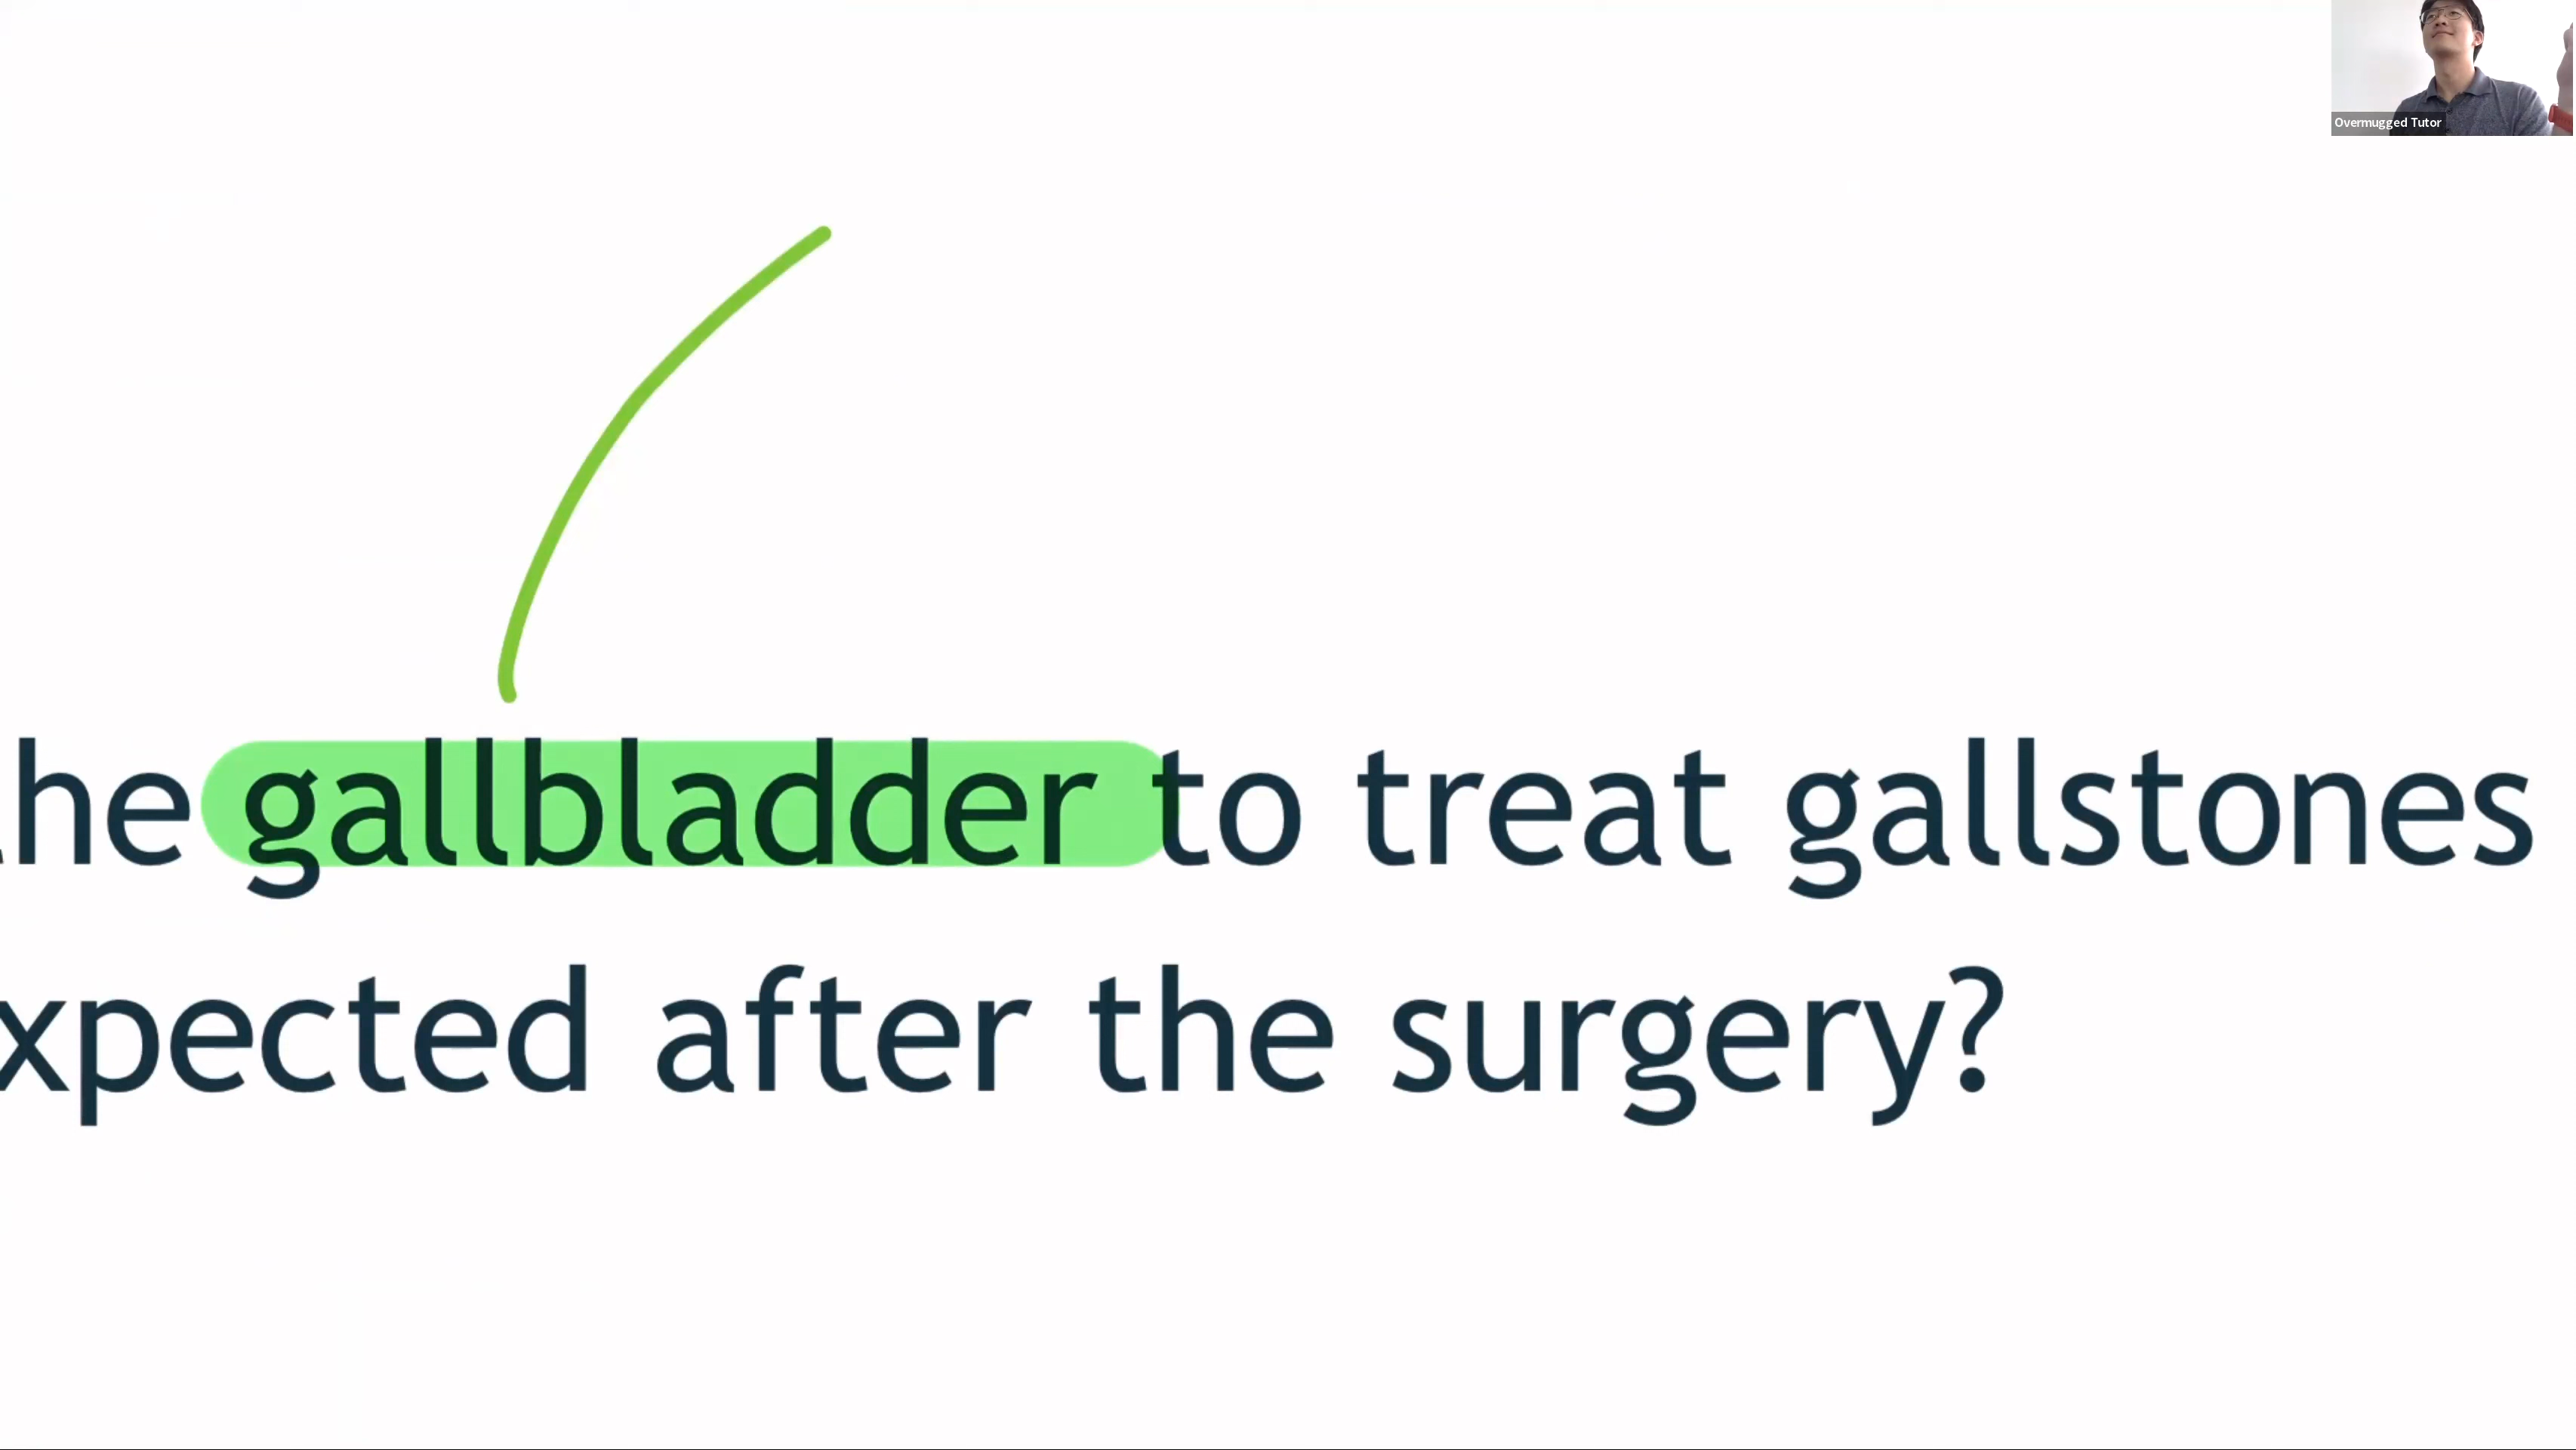 Overmugged Tutor
he gallbladder to treat gallstones
xpected after the surgery?